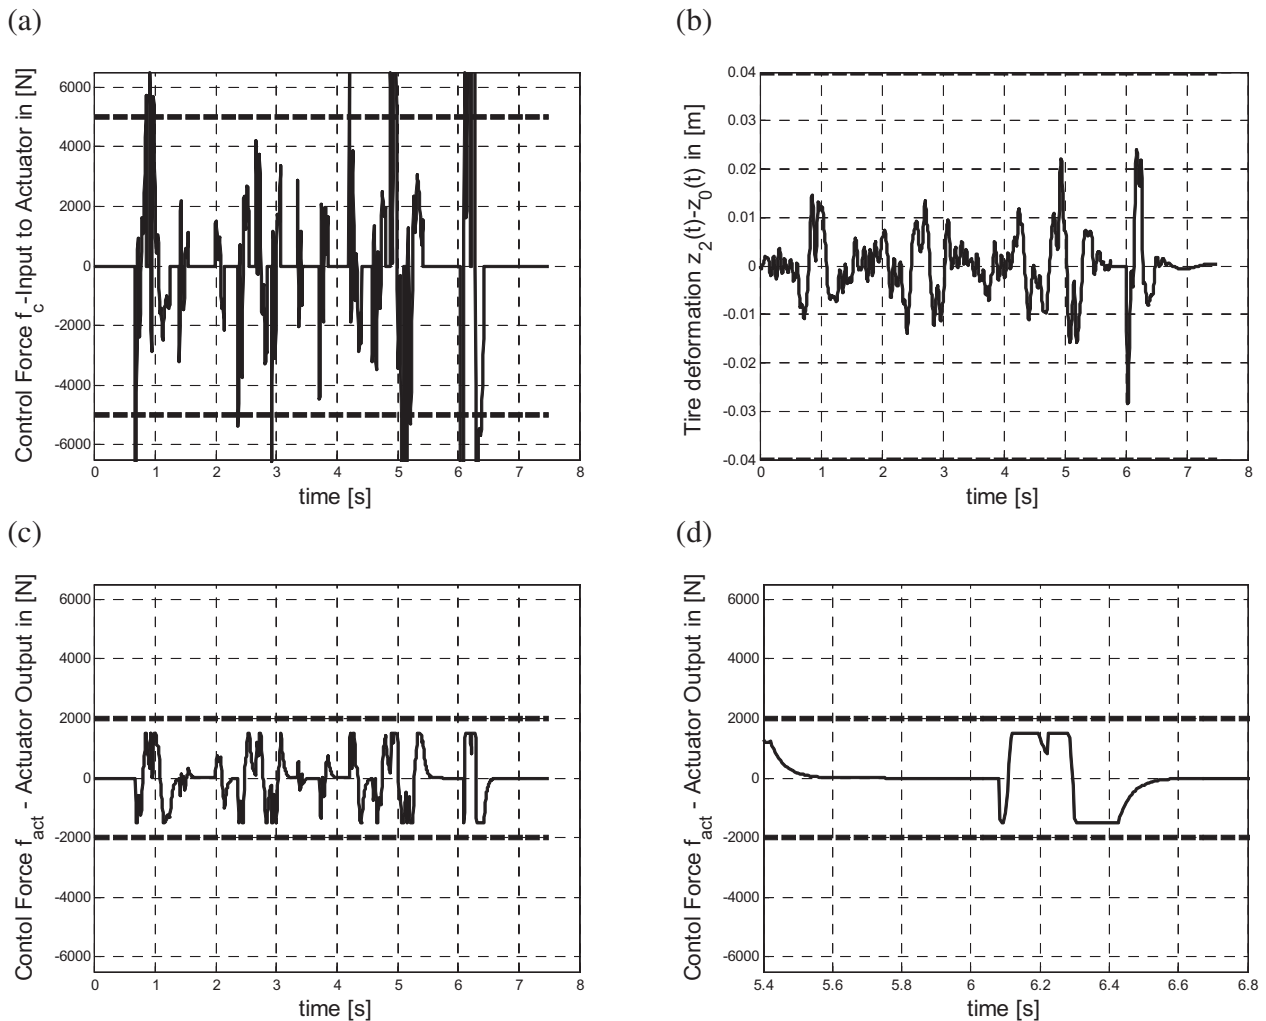 (a)
Control Force f_c -Input to Actuator in [N]
6000
4000
2000
0
-2000
-4000
-6000
0 1 2 3 4 5 6 7 8
time [s]
(b)
Tire deformation z_2(t)-z_0(t) in [m]
0.04
0.03
0.02
0.01
0
-0.01
-0.02
-0.03
-0.04
0 1 2 3 4 5 6 7 8
time [s]
(c)
Contol Force f_act - Actuator Output in [N]
6000
4000
2000
0
-2000
-4000
-6000
0 1 2 3 4 5 6 7 8
time [s]
(d)
Contol Force f_act - Actuator Output in [N]
6000
4000
2000
0
-2000
-4000
-6000
5.4 5.6 5.8 6 6.2 6.4 6.6 6.8
time [s]